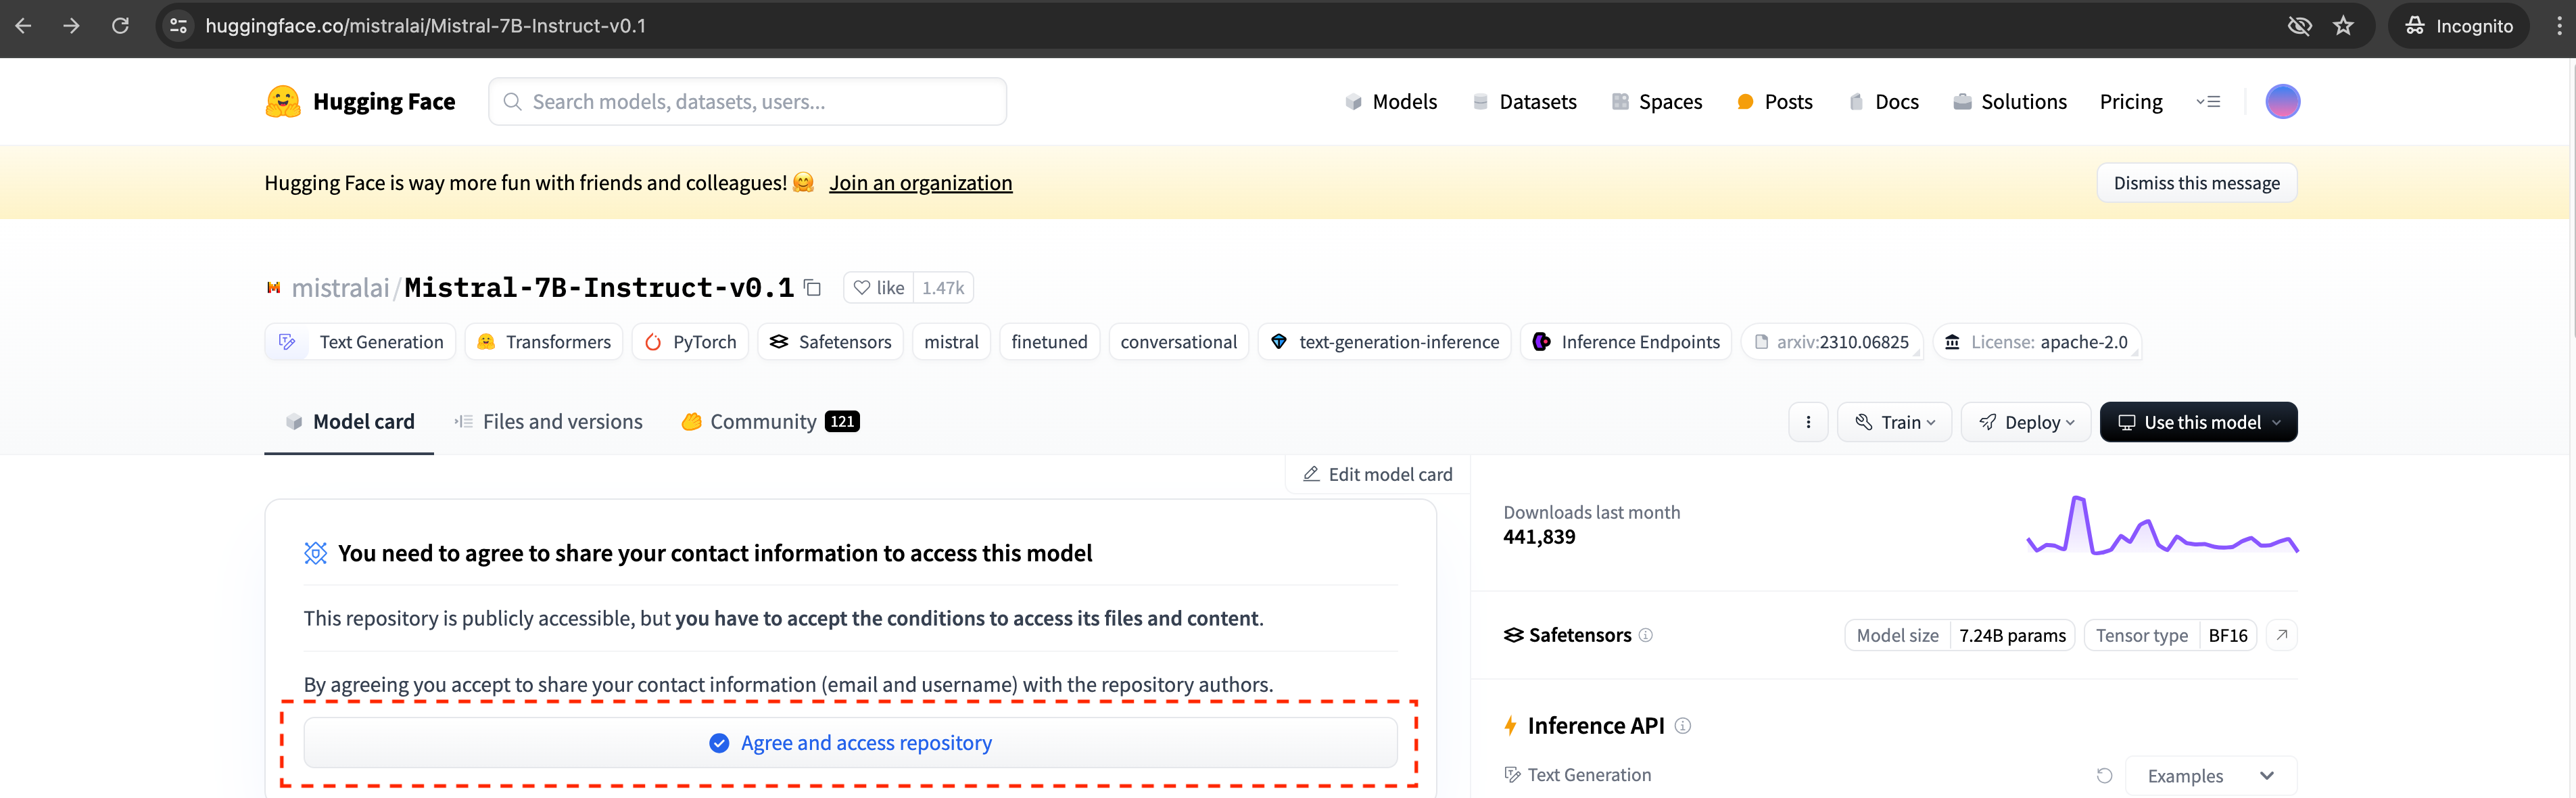 huggingface.co/mistralai/Mistral-7B-Instruct-v0.1
Incognito
Hugging Face
Search models, datasets, users...
Models
Datasets
Spaces
Posts
Docs
Solutions
Pricing
Hugging Face is way more fun with friends and colleagues! 🤗 Join an organization
Dismiss this message
mistralai/Mistral-7B-Instruct-v0.1
like 1.47k
Text Generation
Transformers
PyTorch
Safetensors
mistral
finetuned
conversational
text-generation-inference
Inference Endpoints
arxiv:2310.06825
License: apache-2.0
Model card
Files and versions
Community 121
Train
Deploy
Use this model
Edit model card
You need to agree to share your contact information to access this model
This repository is publicly accessible, but you have to accept the conditions to access its files and content.
By agreeing you accept to share your contact information (email and username) with the repository authors.
Agree and access repository
Downloads last month
441,839
Safetensors
Model size 7.24B params
Tensor type BF16
Inference API
Text Generation
Examples